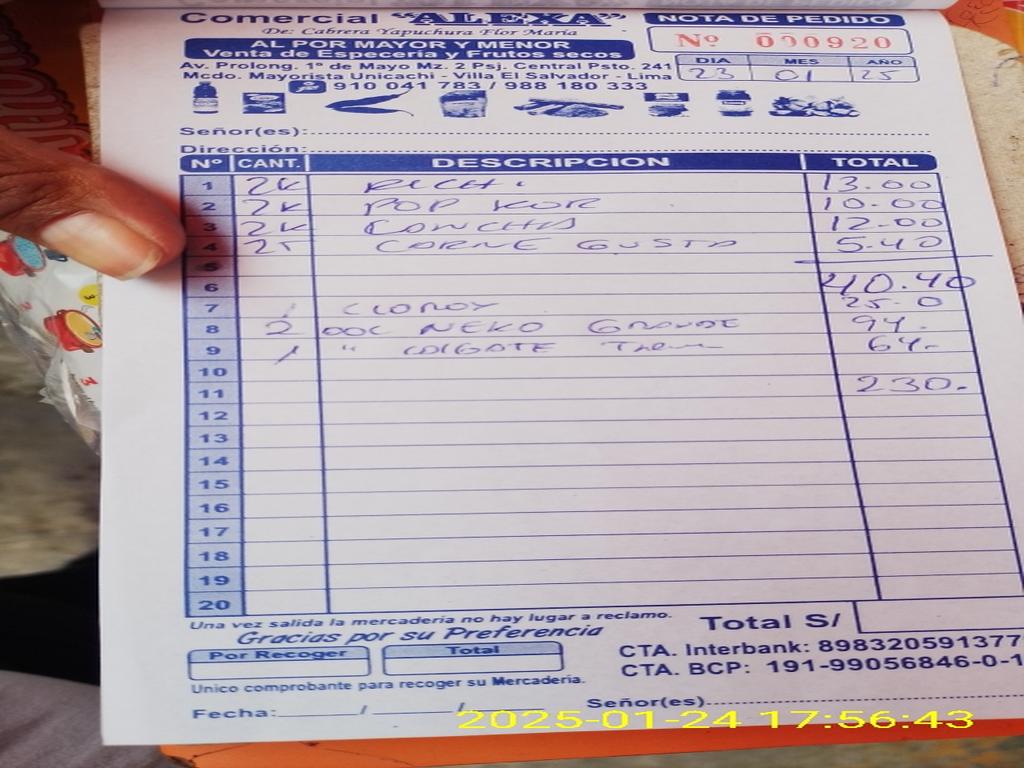 Comercial "ALEXA"
De: Cabrera Yapuchura Flor María
AL POR MAYOR Y MENOR
Venta de Especería y Frutos secos
Av. Prolong. 1º de Mayo Mz. 2 Psj. Central Psto. 241
Mcdo. Mayorista Unicachi - Villa El Salvador - Lima
910 041 783 / 988 180 333
NOTA DE PEDIDO
Nº 000920
DIA MES AÑO
23 01 25
Señor(es):
Dirección:
Nº CANT. DESCRIPCION TOTAL
1 2K RICH. 13.00
2 2K POP KOR 10.00
3 2K CONCHA 12.00
4 2T CARNE GUSTO 5.40
5
6 40.40
7 1 CLOROX 25.0
8 2 DOC NEKO GRANDE 94.
9 1 " COLGATE 64.
10
11 230.
12
13
14
15
16
17
18
19
20
Una vez salida la mercadería no hay lugar a reclamo.
Gracias por su Preferencia
Total S/
Por Recoger Total
CTA. Interbank: 898320591377
CTA. BCP: 191-99056846-0-1
Unico comprobante para recoger su Mercadería.
Fecha: / /
Señor(es)
2025-01-24 17:56:43